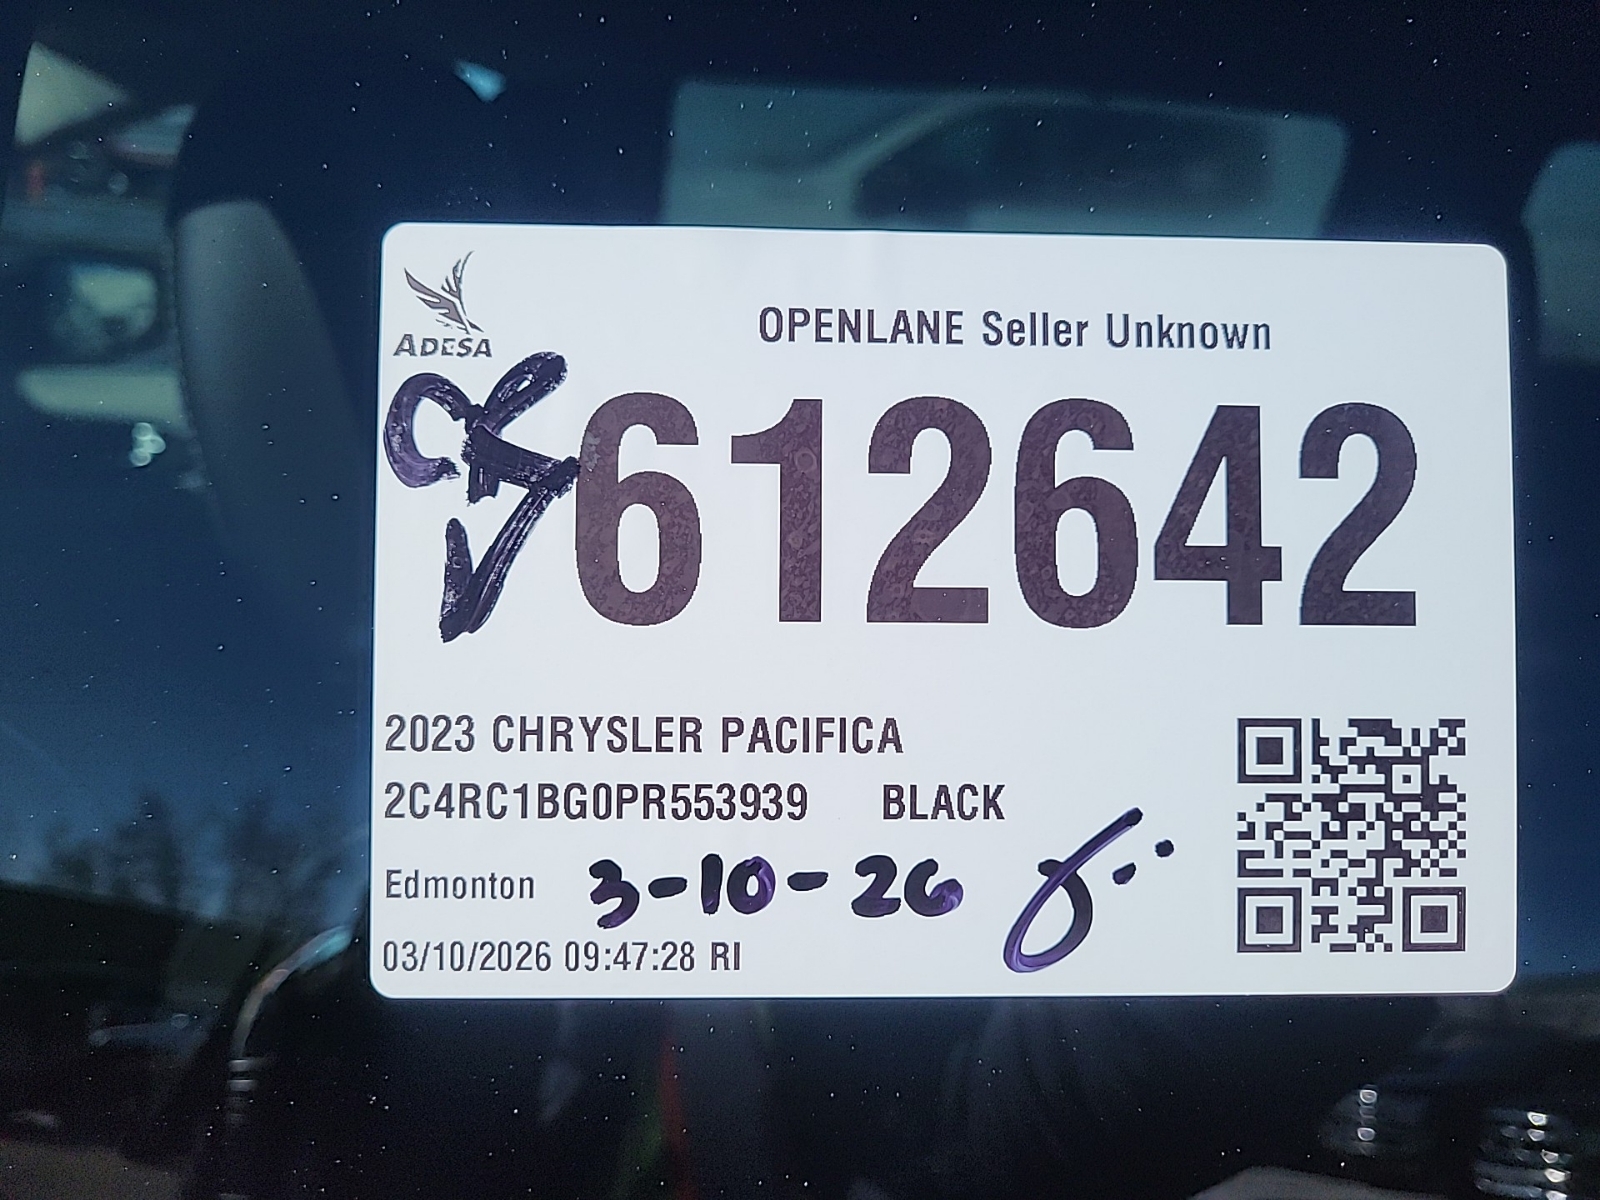 ADESA
OPENLANE Seller Unknown
612642
2023 CHRYSLER PACIFICA
2C4RC1BG0PR553939 BLACK
Edmonton 3-10-26
03/10/2026 09:47:28 RI